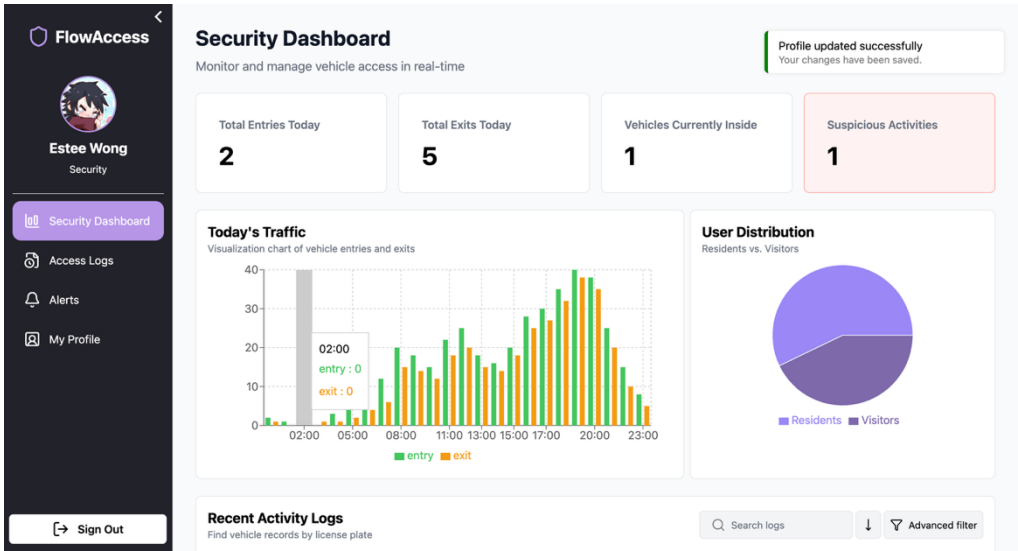 FlowAccess
Estee Wong
Security
Security Dashboard
Access Logs
Alerts
My Profile
Sign Out
Security Dashboard
Monitor and manage vehicle access in real-time
Profile updated successfully
Your changes have been saved.
Total Entries Today
2
Total Exits Today
5
Vehicles Currently Inside
1
Suspicious Activities
1
Today's Traffic
Visualization chart of vehicle entries and exits
40
30
20
10
0
02:00
entry : 0
exit : 0
02:00 05:00 08:00 11:00 13:00 15:00 17:00 20:00 23:00
entry exit
User Distribution
Residents vs. Visitors
Residents Visitors
Recent Activity Logs
Find vehicle records by license plate
Search logs
Advanced filter